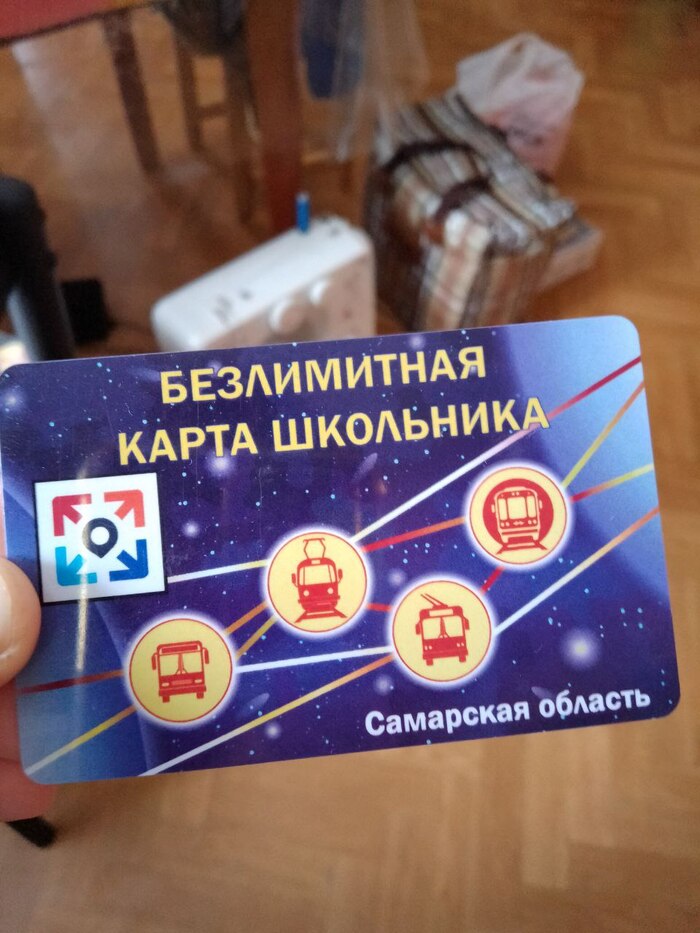 БЕЗЛИМИТНАЯ
КАРТА ШКОЛЬНИКА
Самарская область